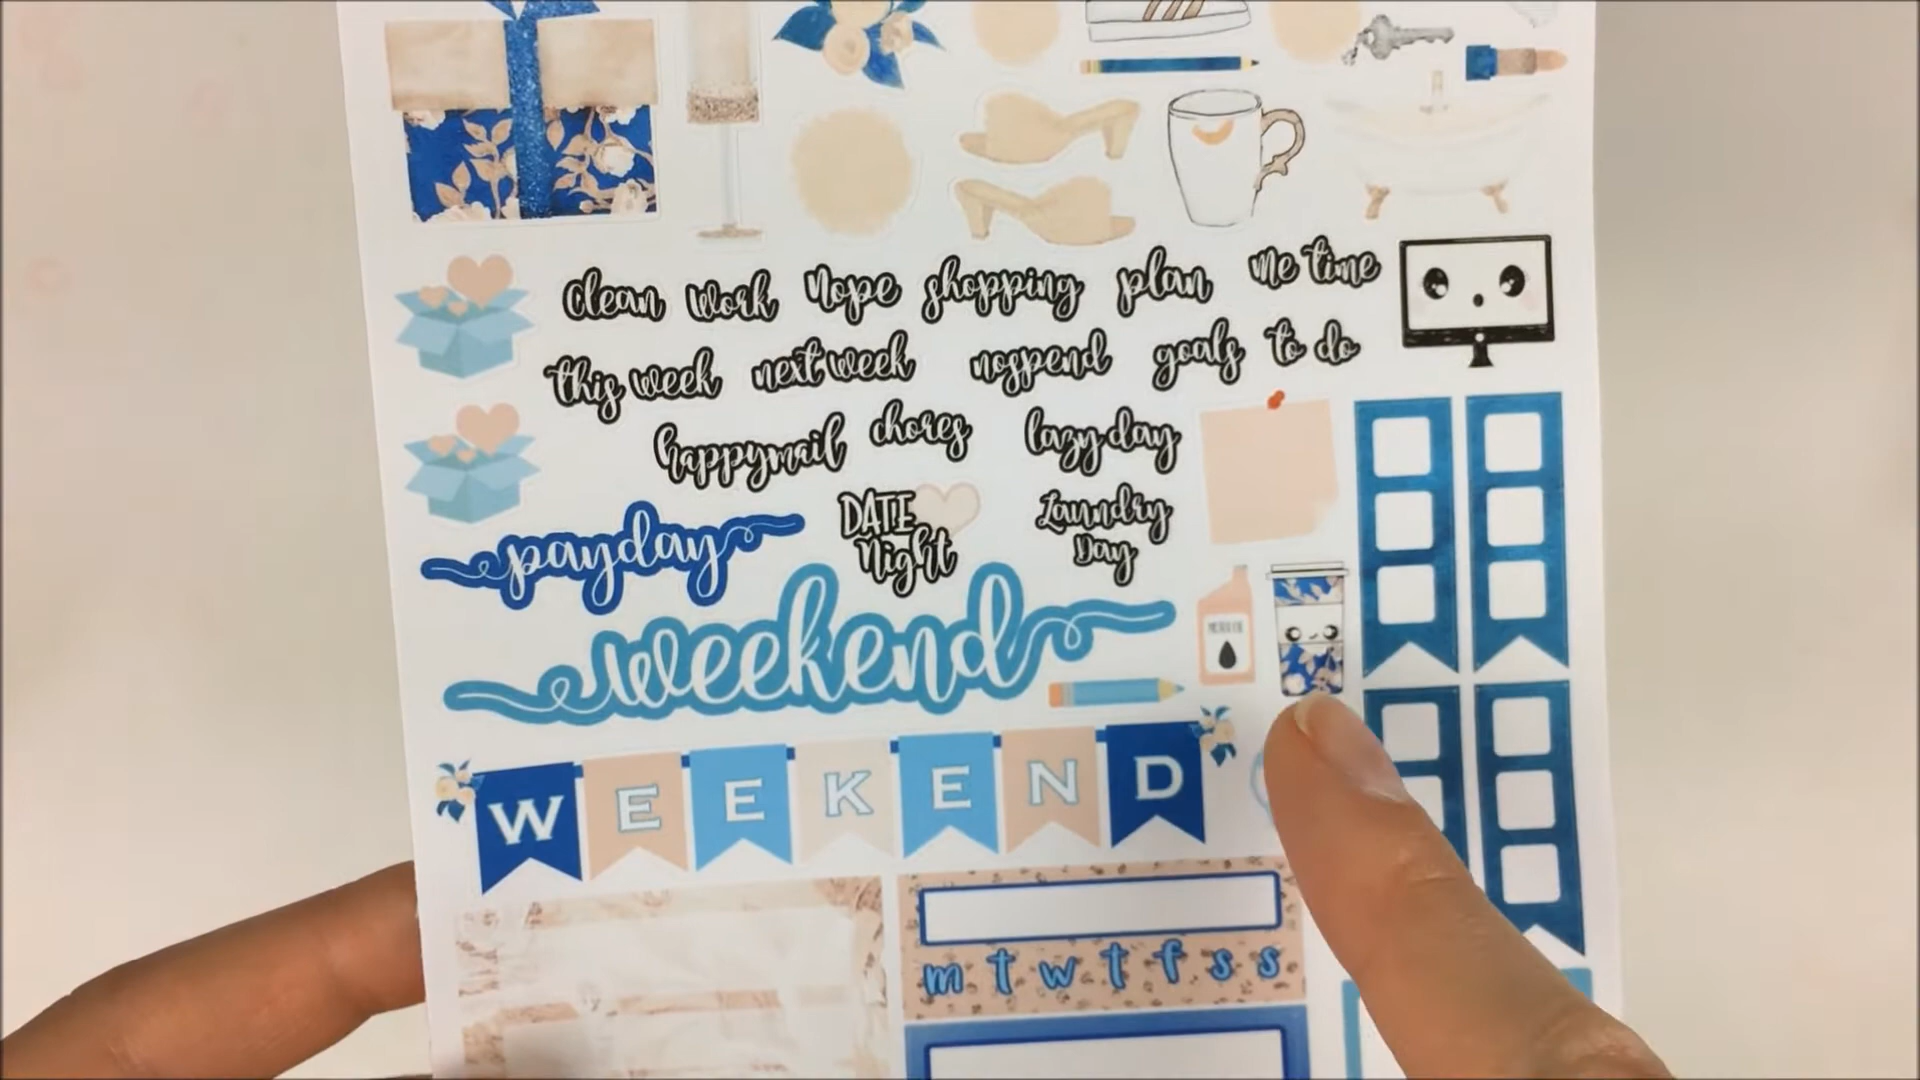 clean work nope shopping plan me time
this week next week nospend goals to do
happymail chores lazy day
payday DATE Night Laundry Day
weekend
WEEKEND
m t w t f s s